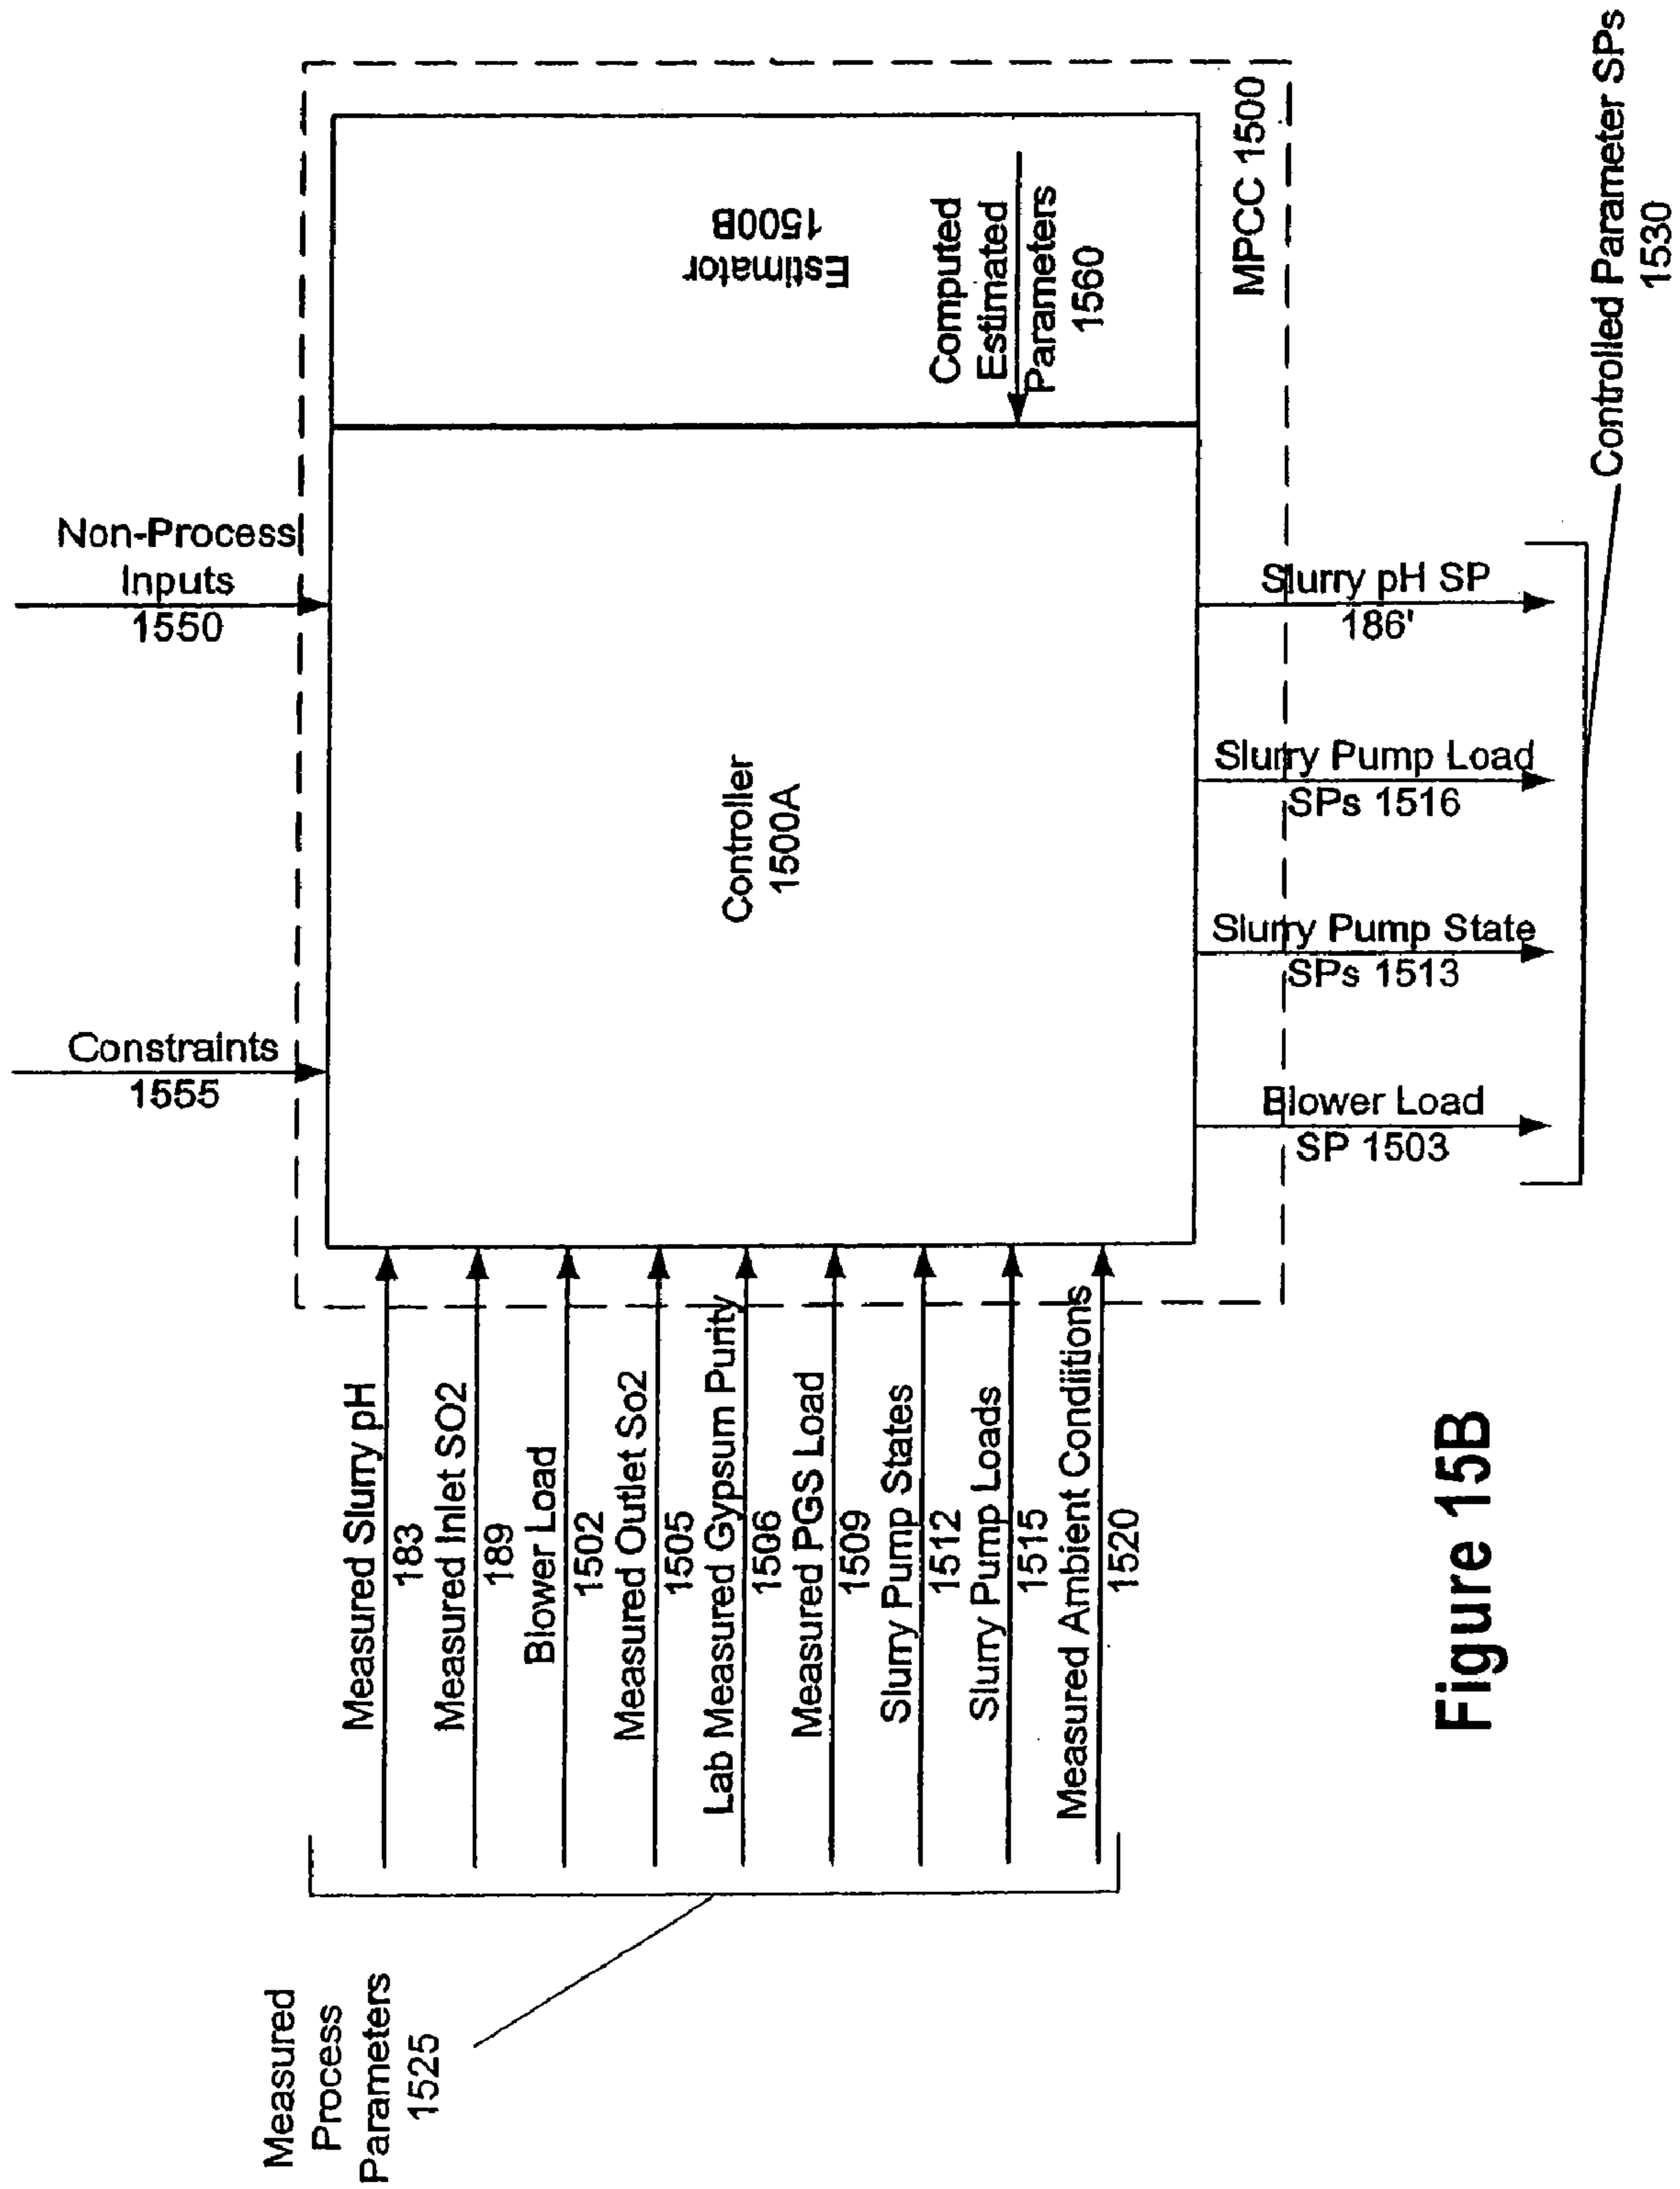 Non-Process
Inputs
1550
Constraints
1555
Measured
Process
Parameters
1525
Measured Slurry pH
183
Measured Inlet SO2
189
Blower Load
1502
Measured Outlet So2
1505
Lab Measured Gypsum Purity
1506
Measured PGS Load
1509
Slurry Pump States
1512
Slurry Pump Loads
1515
Measured Ambient Conditions
1520
Controller
1500A
Estimator
1500B
Computed
Estimated
Parameters
1560
MPCC 1500
Slurry pH SP
186'
Slurry Pump Load
SPs 1516
Slurry Pump State
SPs 1513
Blower Load
SP 1503
Controlled Parameter SPs
1530
Figure 15B